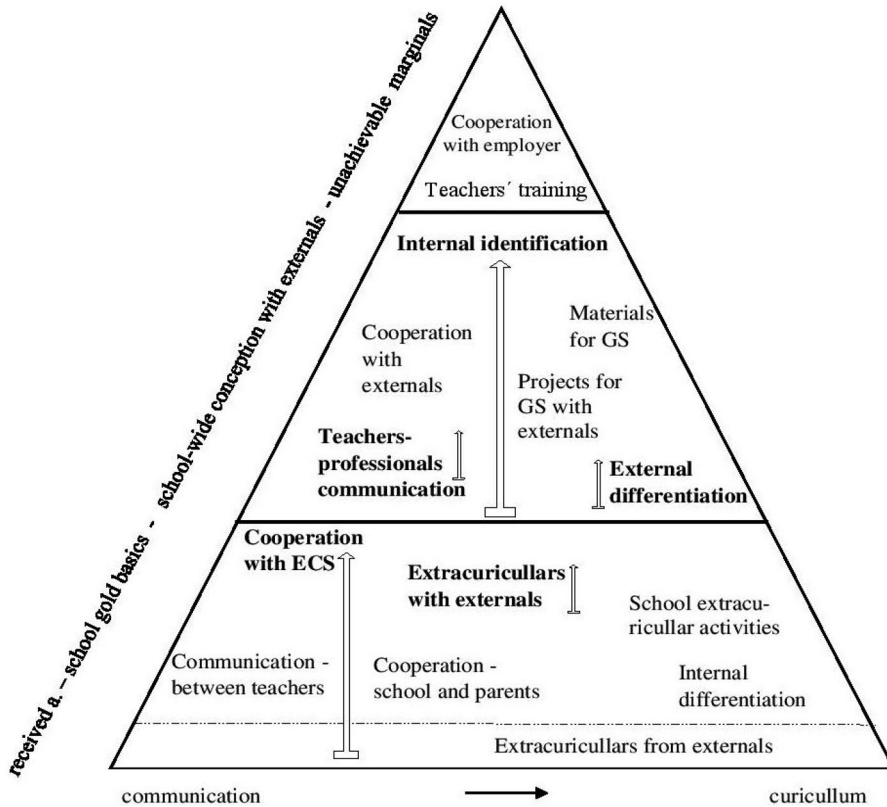 received a. – school gold basics - school-wide conception with externals - unachievable marginals
Cooperation
with employer
Teachers´ training
Internal identification
Materials
for GS
Cooperation
with
externals
Projects for
GS with
externals
Teachers-
professionals
communication
External
differentiation
Cooperation
with ECS
Extracuricullars
with externals
School extracu-
ricullar activities
Communication -
between teachers
Cooperation -
school and parents
Internal
differentiation
Extracuricullars from externals
communication
curicullum